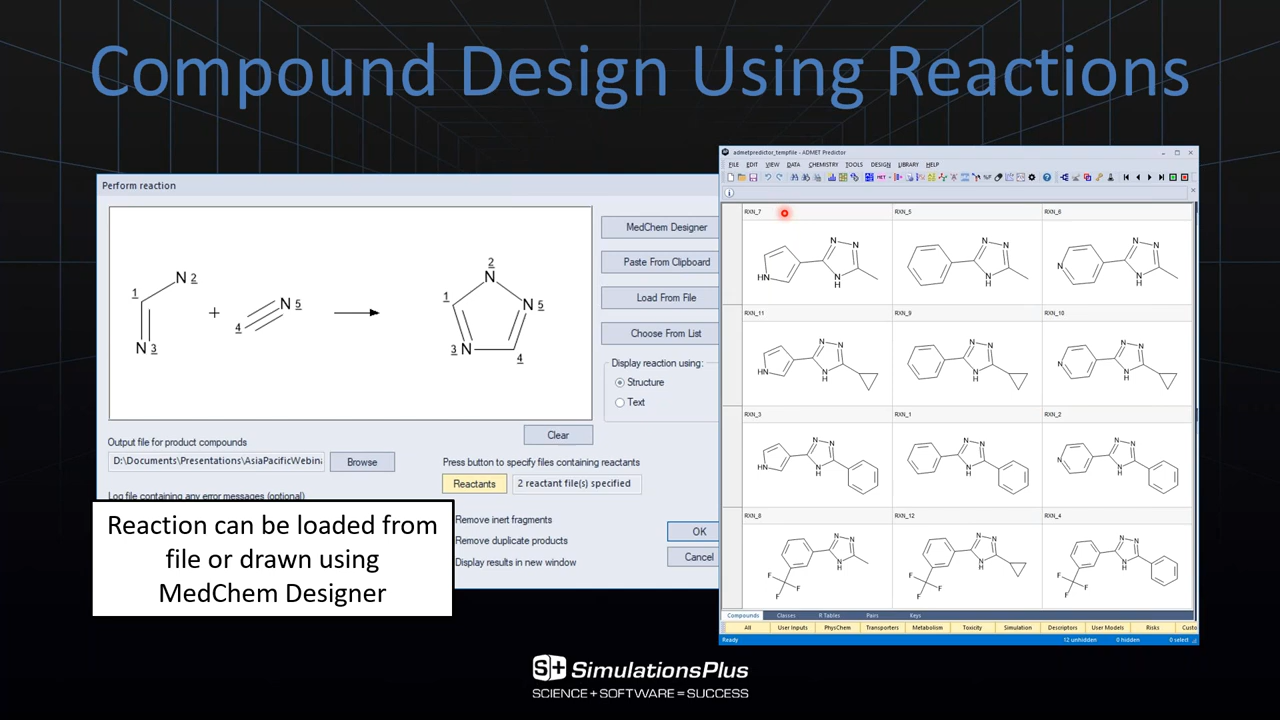 Compound Design Using Reactions
Perform reaction
1
N 2
N 3
+
4
N 5
1
2
N
N 5
3 N
4
MedChem Designer
Paste From Clipboard
Load From File
Choose From List
Display reaction using:
Structure
Text
Clear
Output file for product compounds
D:\Documents\Presentations\AsiaPacificWebina
Browse
Log file containing any error messages (optional)
Press button to specify files containing reactants
Reactants
2 reactant file(s) specified
Remove inert fragments
Remove duplicate products
Display results in new window
OK
Cancel
Reaction can be loaded from
file or drawn using
MedChem Designer
admetpredictor_tempfile - ADMET Predictor
FILE EDIT VIEW DATA CHEMISTRY TOOLS DESIGN LIBRARY HELP
RXN_7 RXN_5 RXN_6
HN N N N H
N N N H
N N N N H
RXN_11 RXN_9 RXN_10
HN N N N H
N N N H
N N N N H
RXN_3 RXN_1 RXN_2
HN N N N H
N N N H
N N N N H
RXN_8 RXN_12 RXN_4
N N N H F F F
N N N H F F F
N N N H F F F
Compounds Classes R Tables Pairs Keys
All User Inputs PhysChem Transporters Metabolism Toxicity Simulation Descriptors User Models Risks Custo
Ready 12 unhidden 0 hidden 0 select
S+ SimulationsPlus
SCIENCE + SOFTWARE = SUCCESS